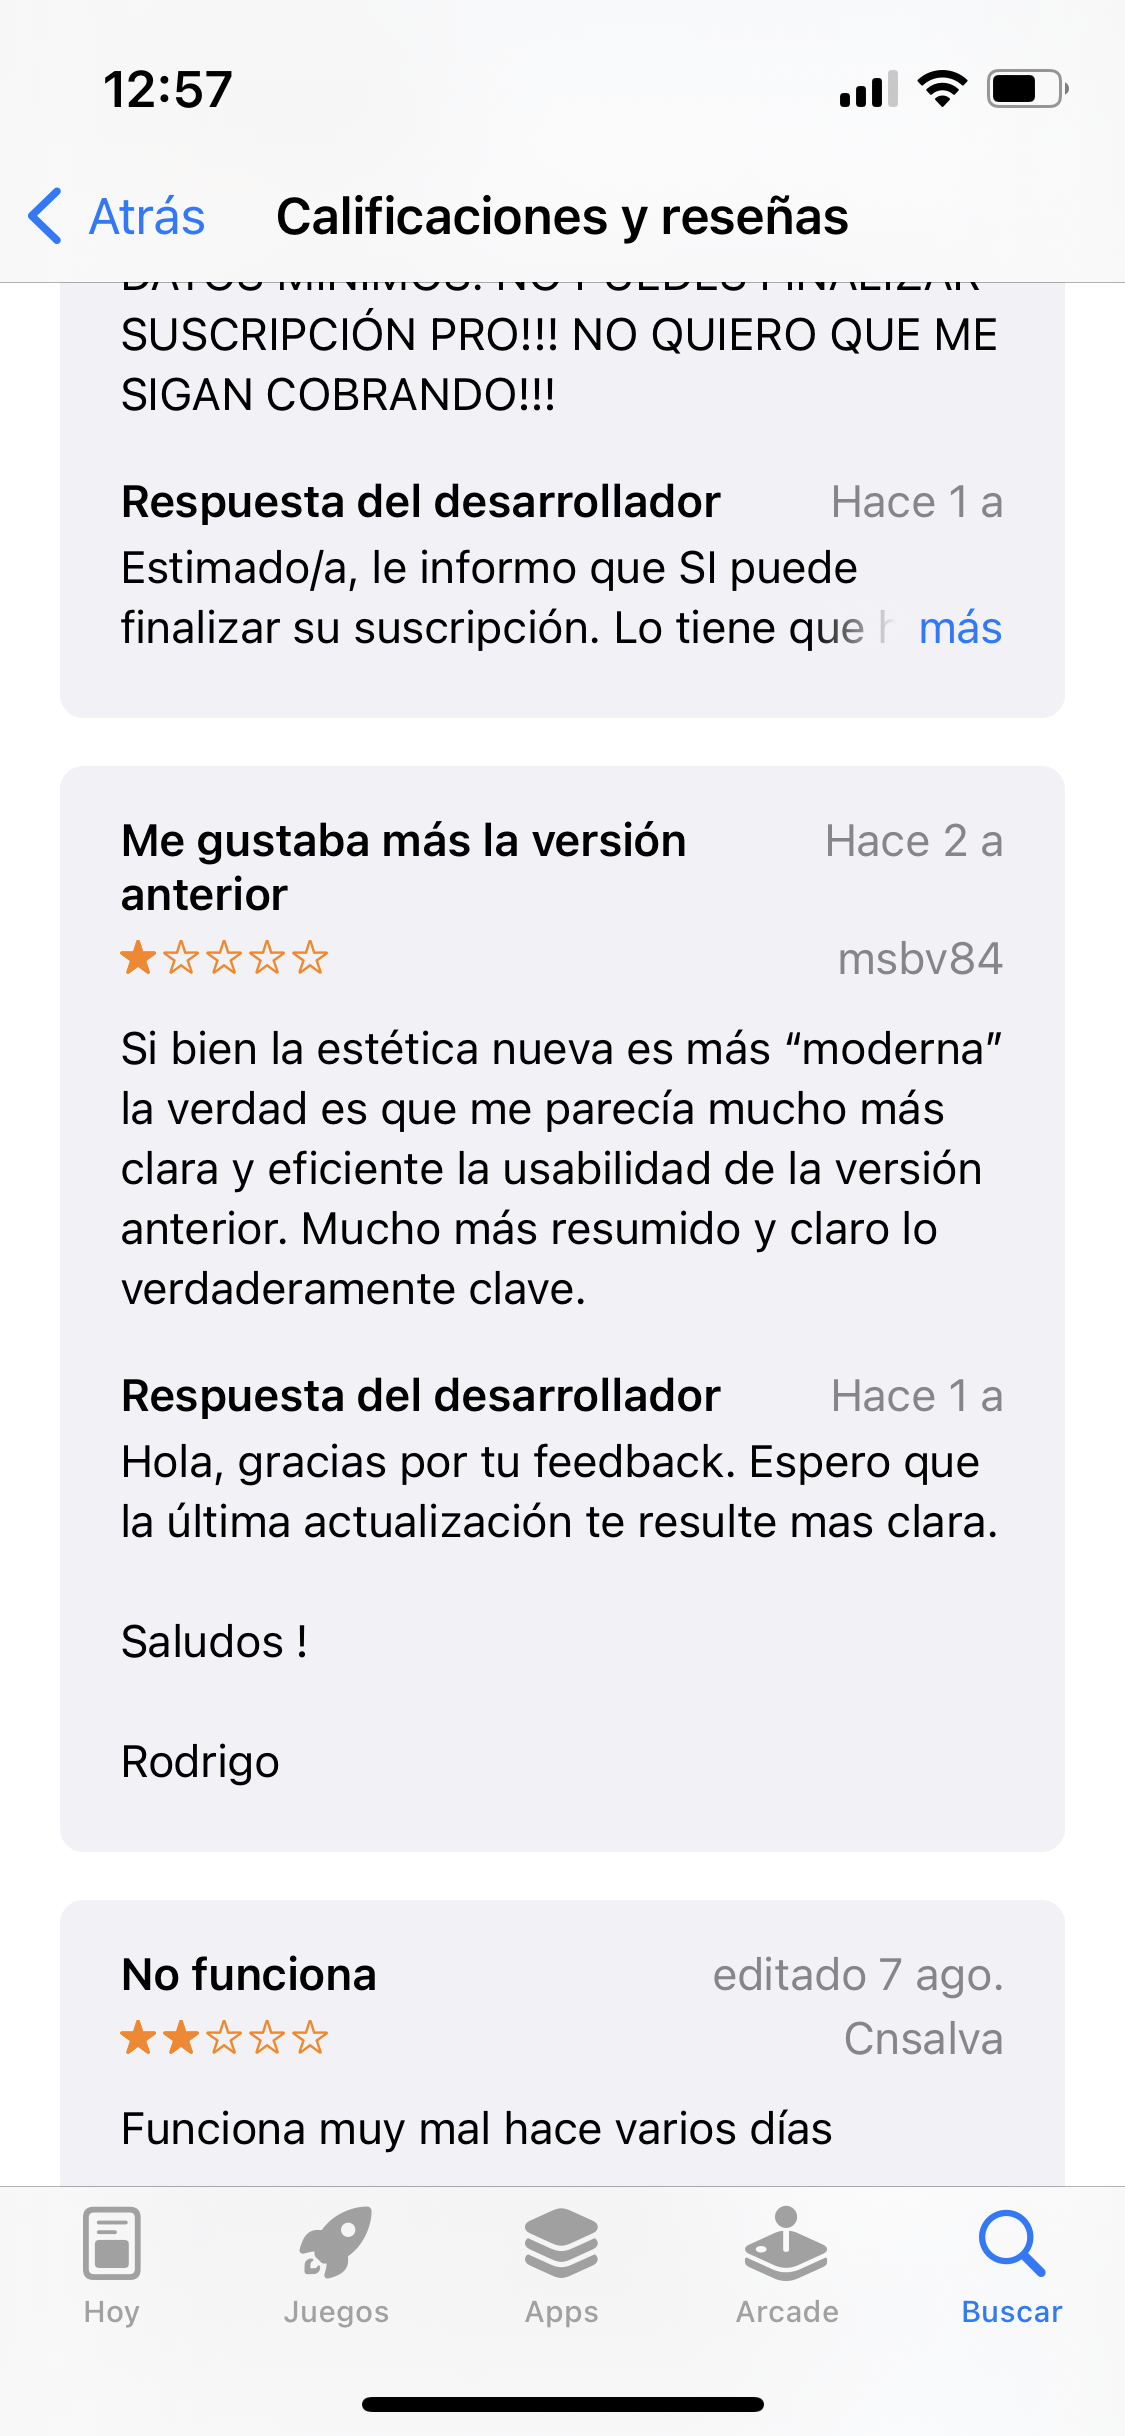 12:57
Atrás
Calificaciones y reseñas
DATOS MÍNIMOS. NO PUEDES FINALIZAR
SUSCRIPCIÓN PRO!!! NO QUIERO QUE ME
SIGAN COBRANDO!!!
Respuesta del desarrollador
Hace 1 a
Estimado/a, le informo que SI puede
finalizar su suscripción. Lo tiene que
más
Me gustaba más la versión
anterior
Hace 2 a
msbv84
Si bien la estética nueva es más “moderna”
la verdad es que me parecía mucho más
clara y eficiente la usabilidad de la versión
anterior. Mucho más resumido y claro lo
verdaderamente clave.
Respuesta del desarrollador
Hace 1 a
Hola, gracias por tu feedback. Espero que
la última actualización te resulte mas clara.
Saludos !
Rodrigo
No funciona
editado 7 ago.
Cnsalva
Funciona muy mal hace varios días
Hoy
Juegos
Apps
Arcade
Buscar